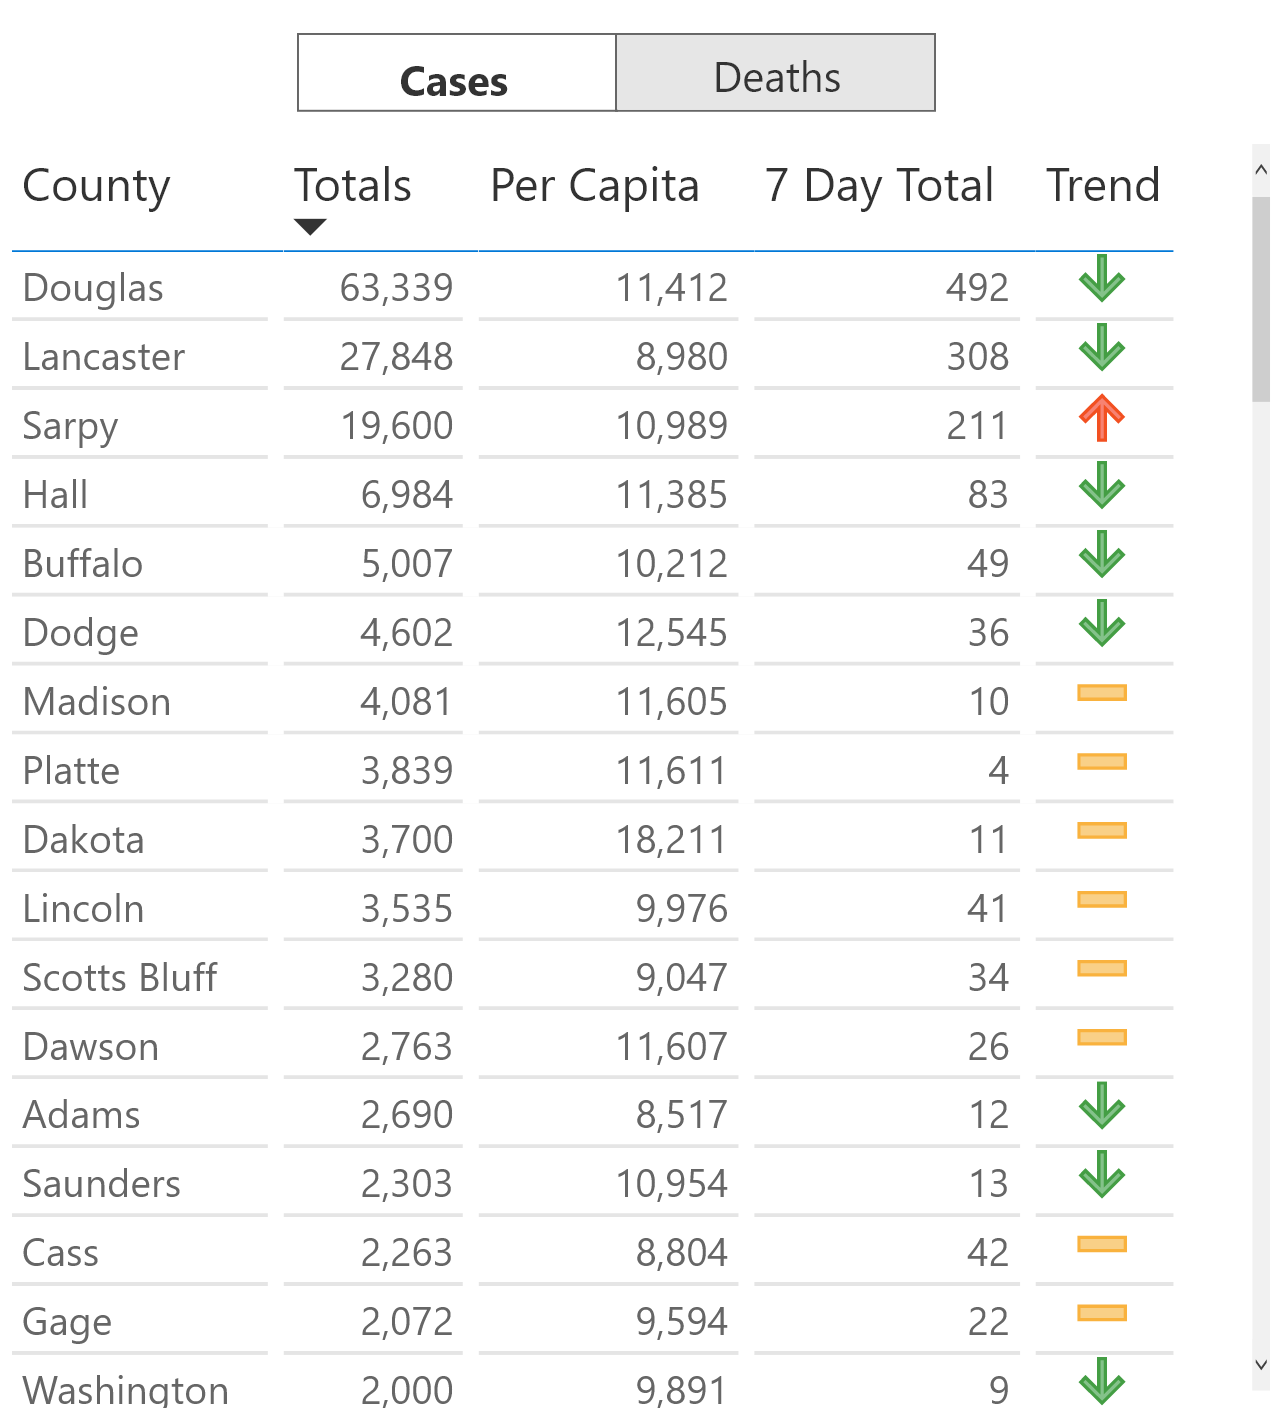 Cases Deaths
County Totals Per Capita 7 Day Total Trend
Douglas 63,339 11,412 492
Lancaster 27,848 8,980 308
Sarpy 19,600 10,989 211
Hall 6,984 11,385 83
Buffalo 5,007 10,212 49
Dodge 4,602 12,545 36
Madison 4,081 11,605 10
Platte 3,839 11,611 4
Dakota 3,700 18,211 11
Lincoln 3,535 9,976 41
Scotts Bluff 3,280 9,047 34
Dawson 2,763 11,607 26
Adams 2,690 8,517 12
Saunders 2,303 10,954 13
Cass 2,263 8,804 42
Gage 2,072 9,594 22
Washington 2,000 9,891 9